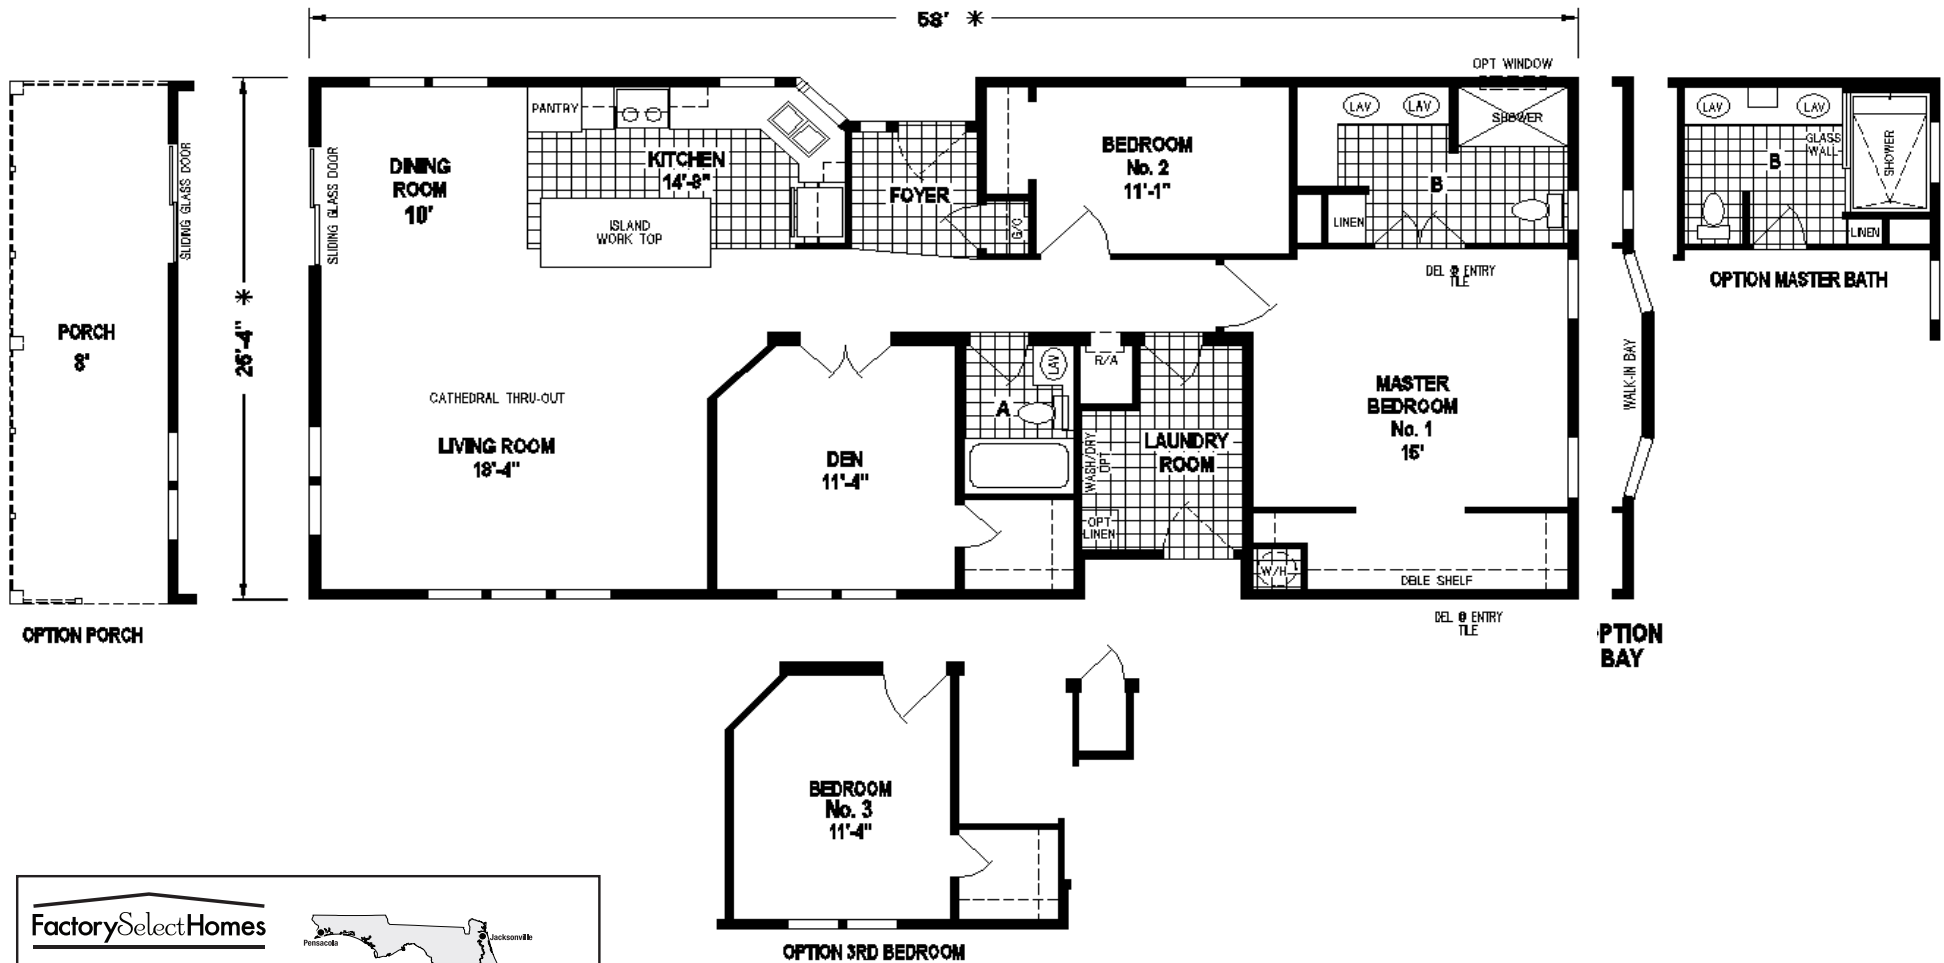 58' *
OPT WINDOW
PANTRY
LAV
LAV
SHOWER
LAV
LAV
GLASS
WALL
SHOWER
B
LINEN
OPTION MASTER BATH
SLIDING GLASS DOOR
SLIDING GLASS DOOR
DINING
ROOM
10'
KITCHEN
ISLAND
WORK TOP
FOYER
G/C
BEDROOM
No. 2
11'-1"
B
LINEN
DEL @ ENTRY
TILE
PORCH
8'
OPTION PORCH
26'-4" *
CATHEDRAL THRU-OUT
LIVING ROOM
18'-4"
DEN
11'-4"
LAV
A
R/A
WASH/DRY
OPT
LAUNDRY
ROOM
OPT
LINEN
MASTER
BEDROOM
No. 1
15'
W/H
DBLE SHELF
WALK-IN BAY
DEL @ ENTRY
TILE
PTION
BAY
BEDROOM
No. 3
11'-4"
OPTION 3RD BEDROOM
FactorySelectHomes
Pensacola
Jacksonville